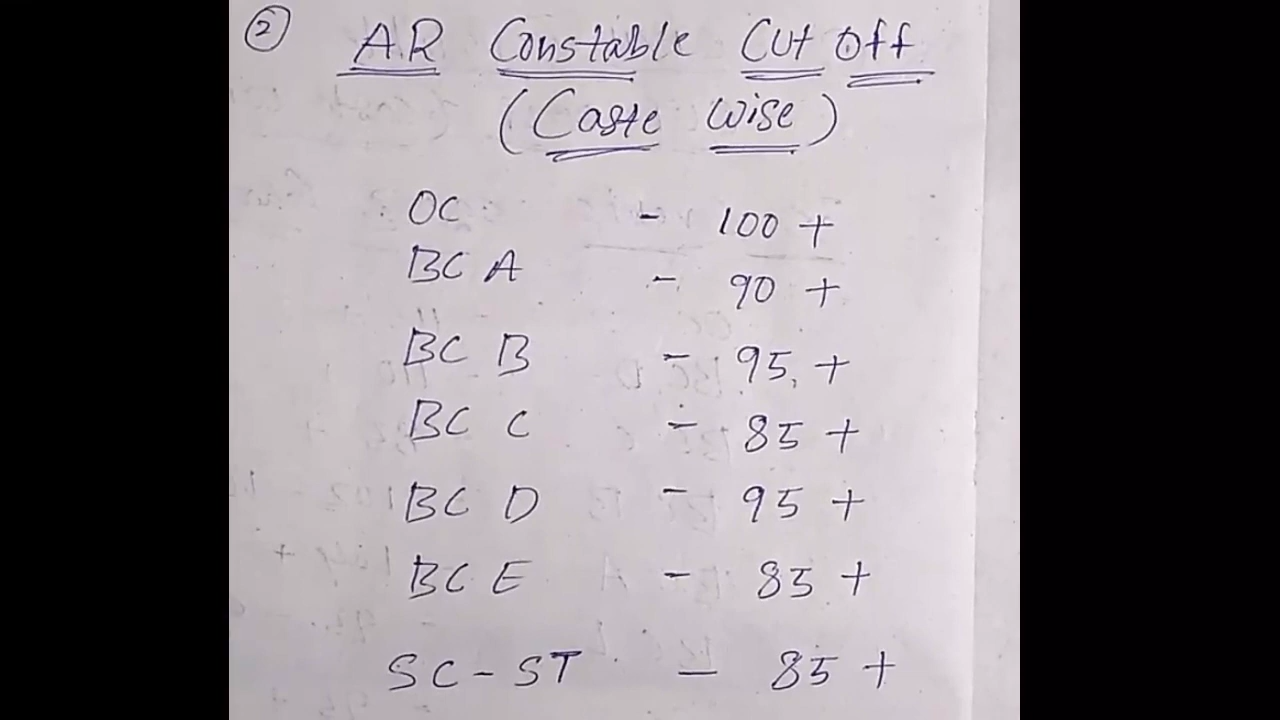 2 A.R Constable Cut Off
(Caste wise)
OC - 100 +
BC A - 90 +
BC B - 95 +
BC C - 85 +
BC D - 95 +
BC E - 85 +
SC - ST - 85 +